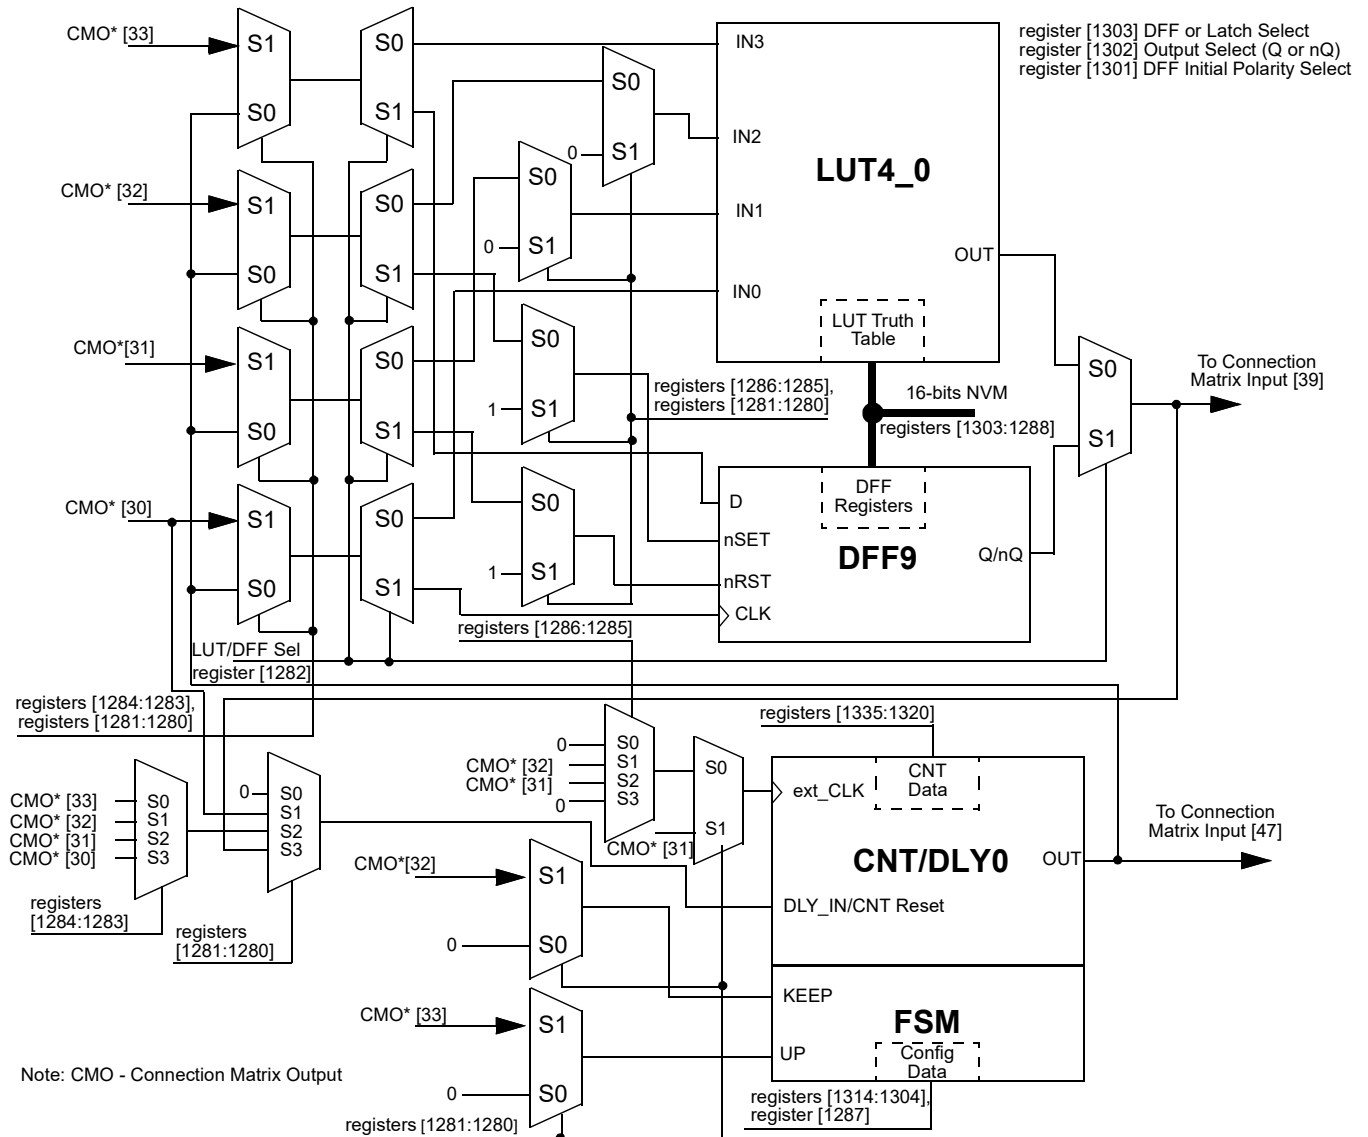 CMO* [33]
S1
S0
S0
S1
S0
S1
0
IN3
IN2
IN1
IN0
LUT4_0
OUT
LUT Truth
Table
register [1303] DFF or Latch Select
register [1302] Output Select (Q or nQ)
register [1301] DFF Initial Polarity Select
CMO* [32]
S1
S0
S0
S1
S0
S1
0
CMO*[31]
S1
S0
S0
S1
S0
S1
1
registers [1286:1285],
registers [1281:1280]
16-bits NVM
registers [1303:1288]
S0
S1
To Connection
Matrix Input [39]
CMO* [30]
S1
S0
S0
S1
S0
S1
1
D
nSET
nRST
CLK
DFF
Registers
DFF9
Q/nQ
registers [1286:1285]
LUT/DFF Sel
register [1282]
registers [1284:1283],
registers [1281:1280]
CMO* [33]
CMO* [32]
CMO* [31]
CMO* [30]
S0
S1
S2
S3
0
S0
S1
S2
S3
registers
[1284:1283]
registers
[1281:1280]
0
CMO* [32]
CMO* [31]
0
S0
S1
S2
S3
S0
S1
CMO* [31]
registers [1335:1320]
ext_CLK
CNT
Data
CNT/DLY0
OUT
DLY_IN/CNT Reset
To Connection
Matrix Input [47]
CMO*[32]
0
S1
S0
KEEP
FSM
UP
Config
Data
CMO* [33]
0
S1
S0
registers [1281:1280]
registers [1314:1304],
register [1287]
Note: CMO - Connection Matrix Output